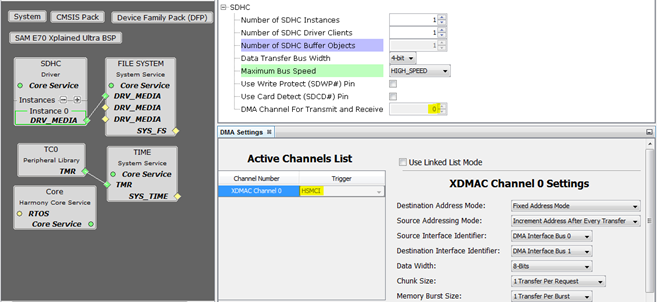 System
CMSIS Pack
Device Family Pack (DFP)
SAM E70 Xplained Ultra BSP
SDHC
Driver
Core Service
Instances
Instance 0
DRV_MEDIA
FILE SYSTEM
System Service
Core Service
DRV_MEDIA
DRV_MEDIA
DRV_MEDIA
SYS_FS
TC0
Peripheral Library
TMR
TIME
System Service
Core Service
TMR
SYS_TIME
Core
Harmony Core Service
RTOS
Core Service
SDHC
Number of SDHC Instances 1
Number of SDHC Driver Clients 1
Number of SDHC Buffer Objects 1
Data Transfer Bus Width 4-bit
Maximum Bus Speed HIGH_SPEED
Use Write Protect (SDWP#) Pin
Use Card Detect (SDCD#) Pin
DMA Channel For Transmit and Receive 0
DMA Settings
Active Channels List
Channel Number Trigger
XDMAC Channel 0 HSMCI
Use Linked List Mode
XDMAC Channel 0 Settings
Destination Address Mode: Fixed Address Mode
Source Addressing Mode: Increment Address After Every Transfer
Source Interface Identifier: DMA Interface Bus 0
Destination Interface Identifier: DMA Interface Bus 1
Data Width: 8-Bits
Chunk Size: 1 Transfer Per Request
Memory Burst Size: 1 Transfer Per Burst